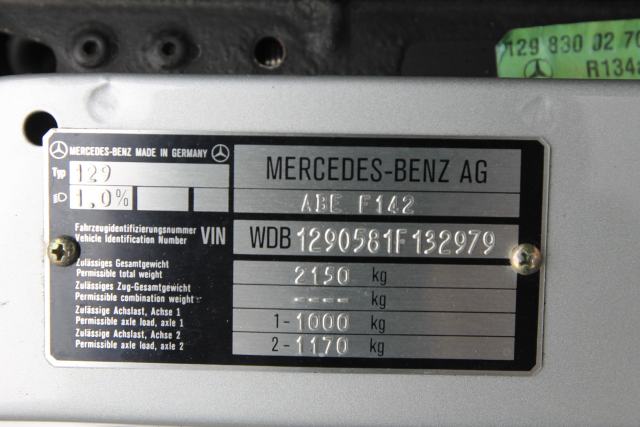 129 830 02 70
R134a
MERCEDES-BENZ MADE IN GERMANY
MERCEDES-BENZ AG
Typ 129
1,0%
ABE F142
Fahrzeugidentifizierungsnummer
Vehicle Identification Number VIN WDB1290581F132979
Zulässiges Gesamtgewicht
Permissible total weight 2150 kg
Zulässiges Zug-Gesamtgewicht
Permissible combination weight ---- kg
Zulässige Achslast, Achse 1
Permissible axle load, axle 1 1-1000 kg
Zulässige Achslast, Achse 2
Permissible axle load, axle 2 2-1170 kg